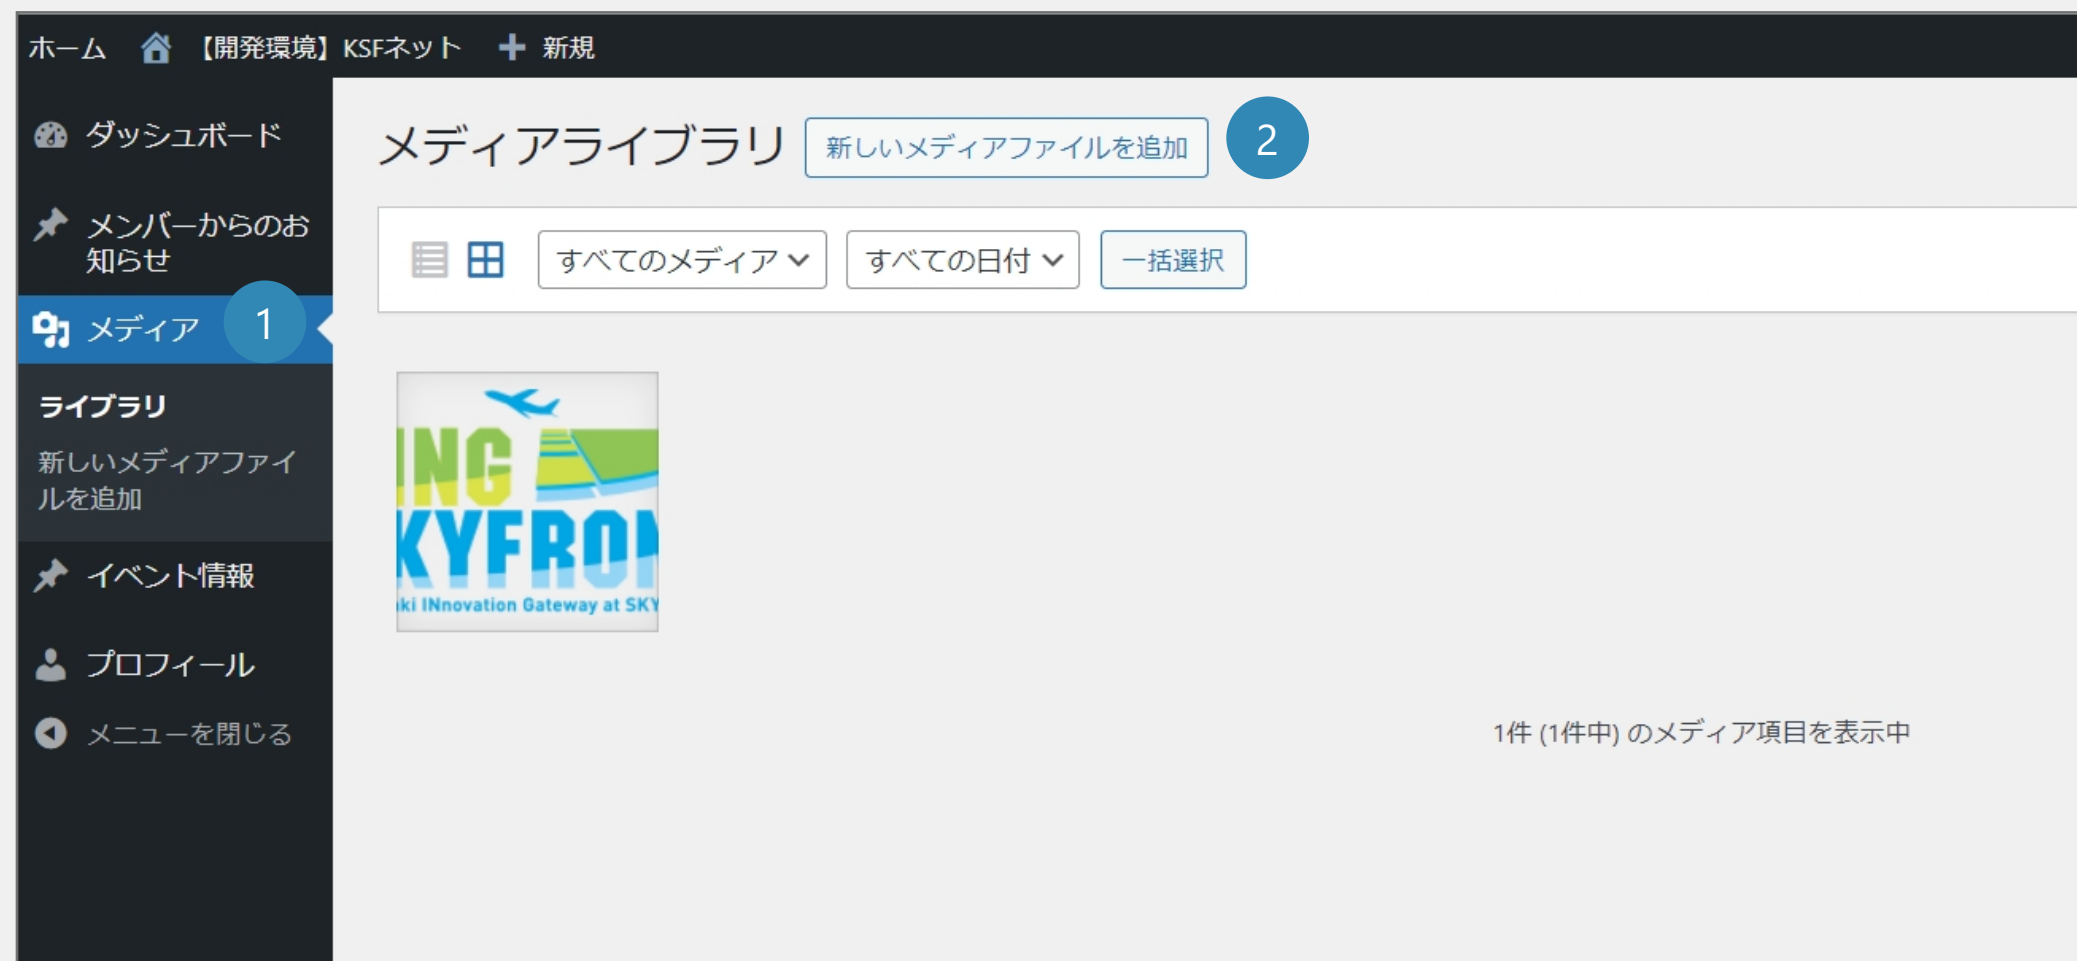 ホーム 【開発環境】KSFネット 新規
ダッシュボード
メンバーからのお
知らせ
メディア 1
ライブラリ
新しいメディアファイ
ルを追加
イベント情報
プロフィール
メニューを閉じる
メディアライブラリ 新しいメディアファイルを追加 2
すべてのメディア すべての日付 一括選択
ING
KYFRON
aki INnovation Gateway at SKY
1件 (1件中) のメディア項目を表示中